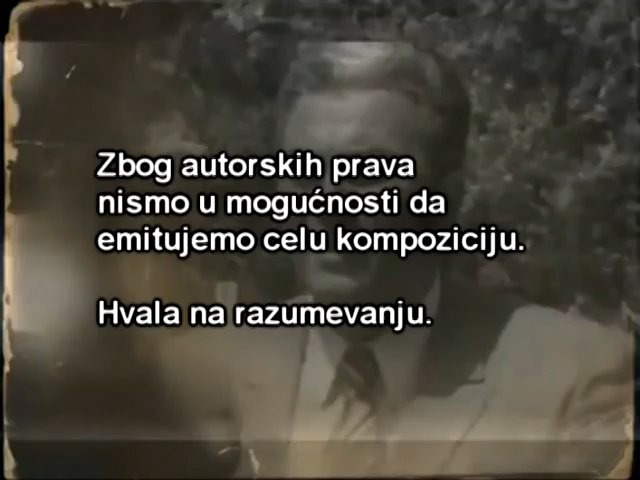 Zbog autorskih prava
nismo u mogućnosti da
emitujemo celu kompoziciju.
Hvala na razumevanju.